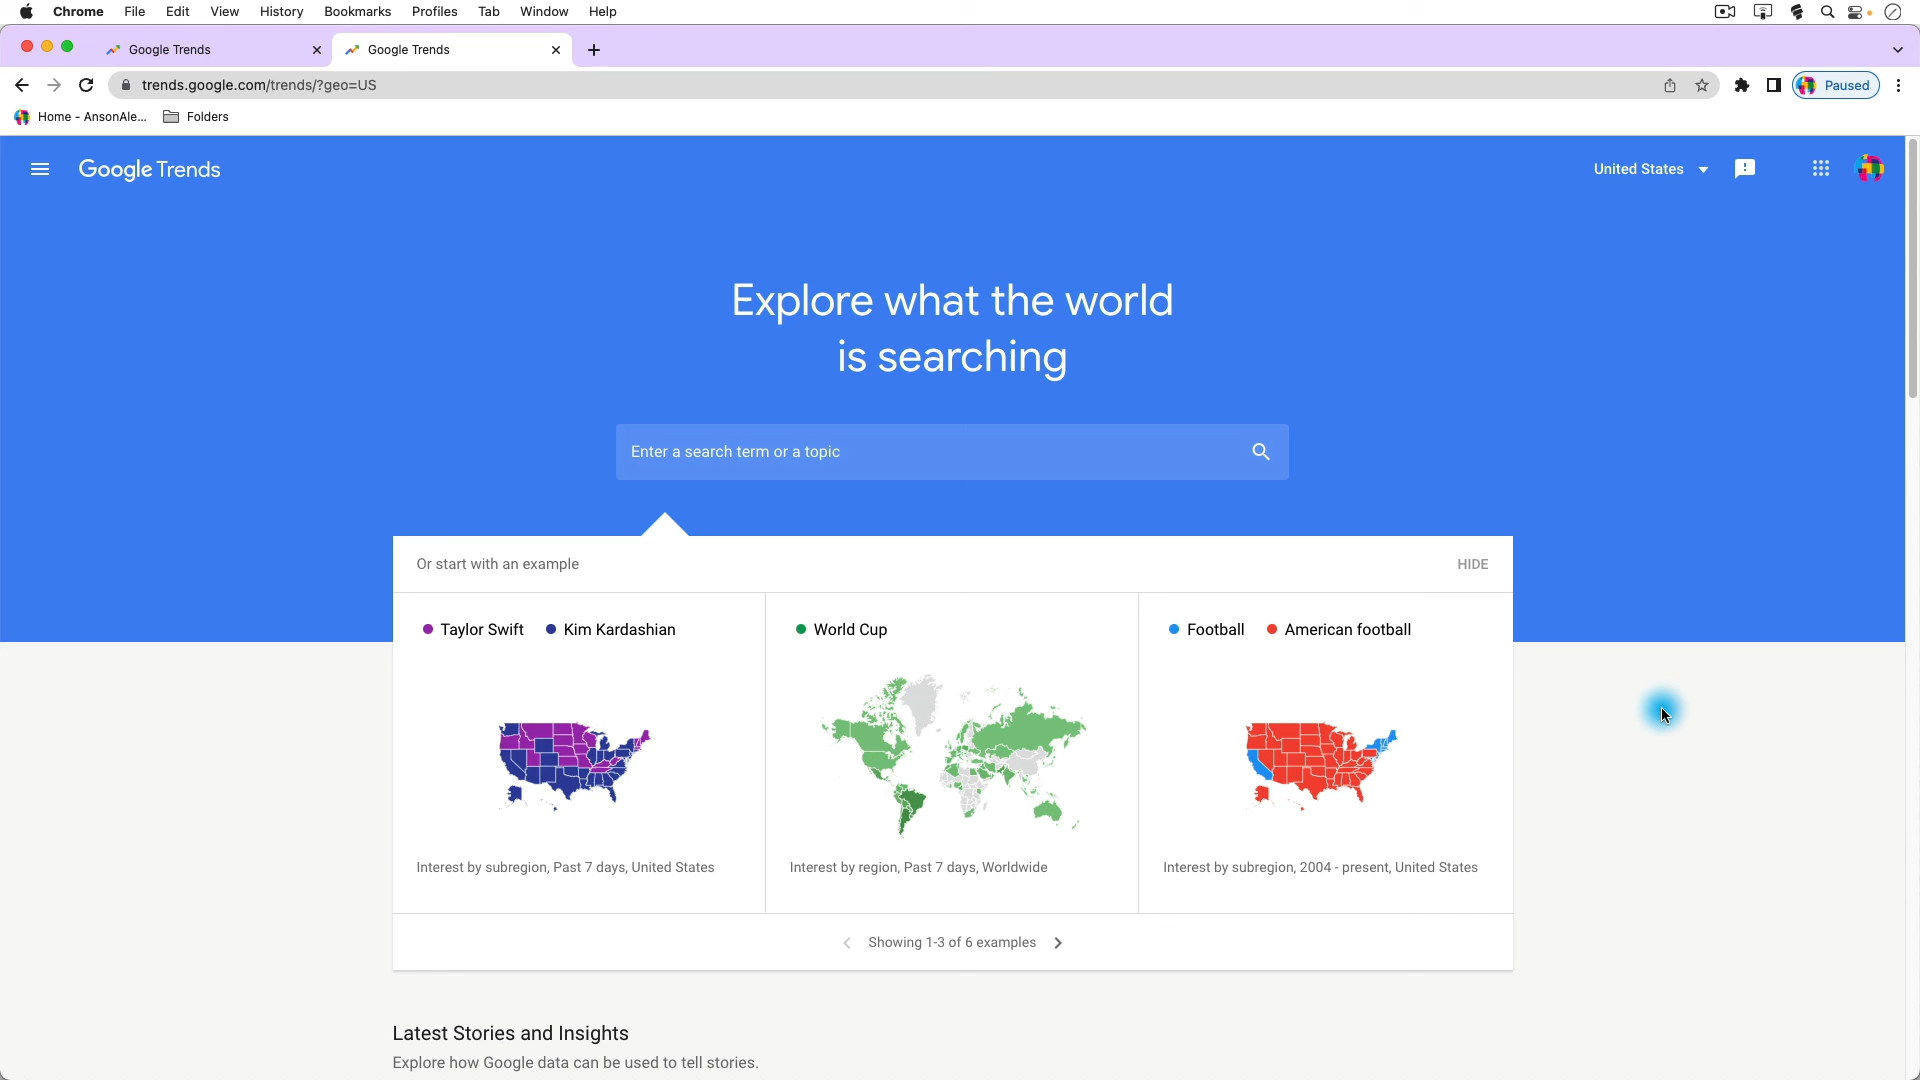 Chrome File Edit View History Bookmarks Profiles Tab Window Help
Google Trends Google Trends
trends.google.com/trends/?geo=US Paused
Home - AnsonAle... Folders
Google Trends United States
Explore what the world
is searching
Enter a search term or a topic
Or start with an example HIDE
Taylor Swift Kim Kardashian World Cup Football American football
Interest by subregion, Past 7 days, United States Interest by region, Past 7 days, Worldwide Interest by subregion, 2004 - present, United States
Showing 1-3 of 6 examples
Latest Stories and Insights
Explore how Google data can be used to tell stories.